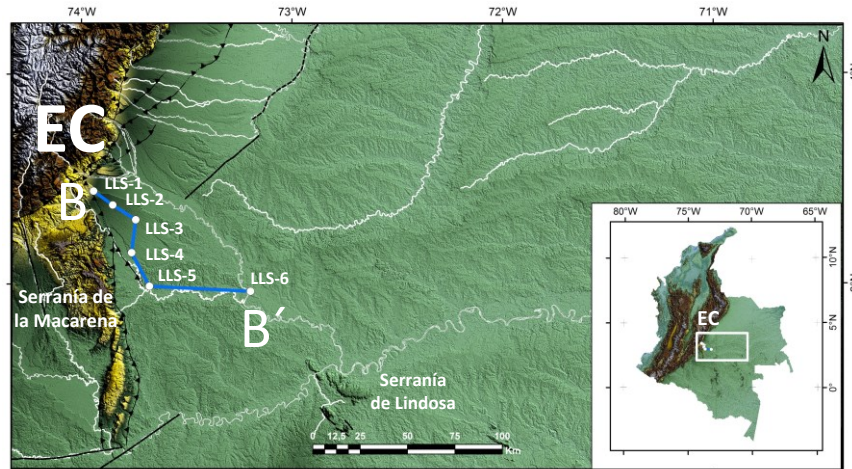 74°W
73°W
72°W
71°W
N
EC
B
LLS-1
LLS-2
LLS-3
LLS-4
LLS-5
LLS-6
B´
Serranía de
la Macarena
Serranía
de Lindosa
0 12,5 25 50 75 100
Km
80°W 75°W 70°W 65°W
10°N
5°N
0°
EC